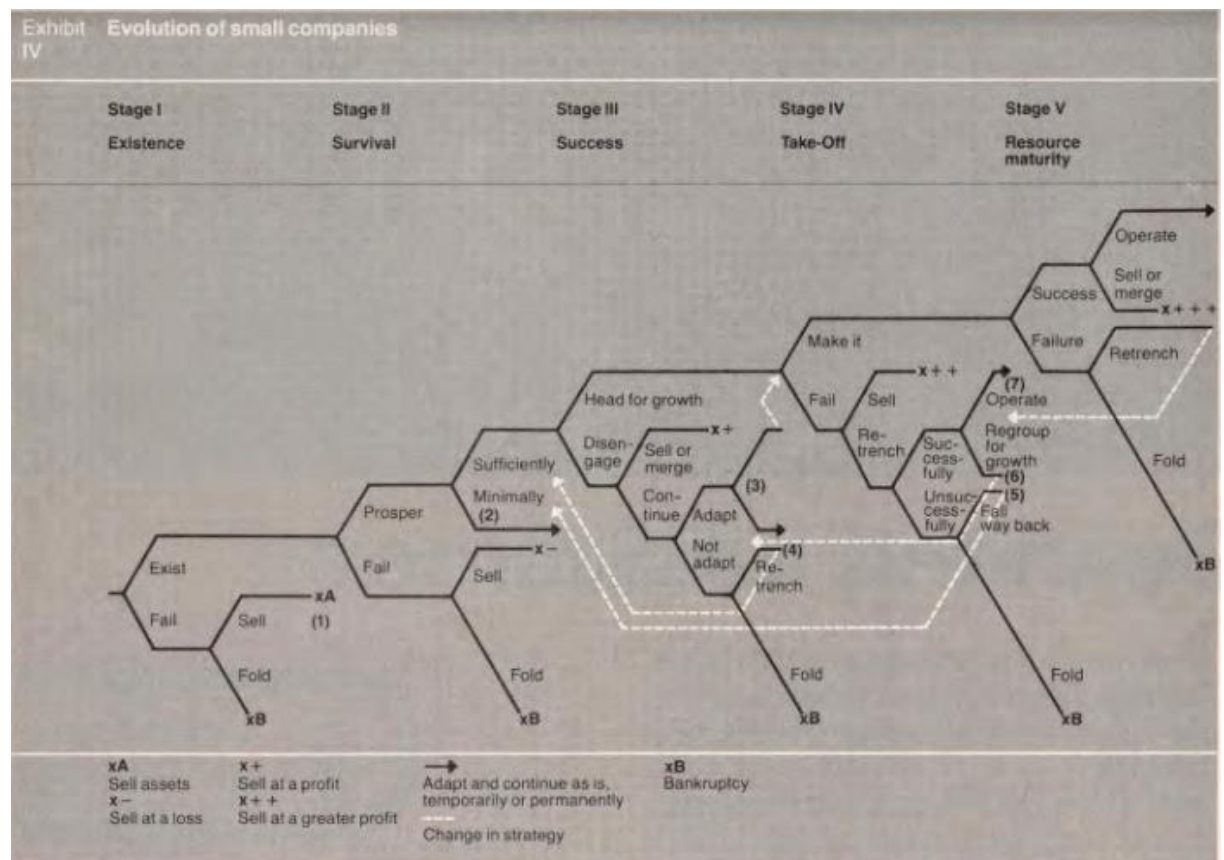 Exhibit Evolution of small companies
IV
Stage I Stage II Stage III Stage IV Stage V
Existence Survival Success Take-Off Resource
maturity
Operate
Sell or
merge
Success
x+++
Make it
Failure
Retrench
x++
(7)
Head for growth
Fail
Sell
Operate
x+
Disen-
gage
Sell or
merge
Re-
trench
Suc-
cess-
fully
Regroup
for
growth
(6)
Fold
Sufficiently
Minimally
(2)
Con-
tinue
(3)
Adapt
Unsuc-
cess-
fully
(5)
Fall
way back
Prosper
Not
adapt
(4)
Re-
trench
x-
Exist
Fail
Sell
xB
xA
Fail
Sell
(1)
Fold
Fold
Fold
Fold
xB
xB
xB
xB
xA x+ xB
Sell assets Sell at a profit Adapt and continue as is, Bankruptcy
x- x++ temporarily or permanently
Sell at a loss Sell at a greater profit
Change in strategy